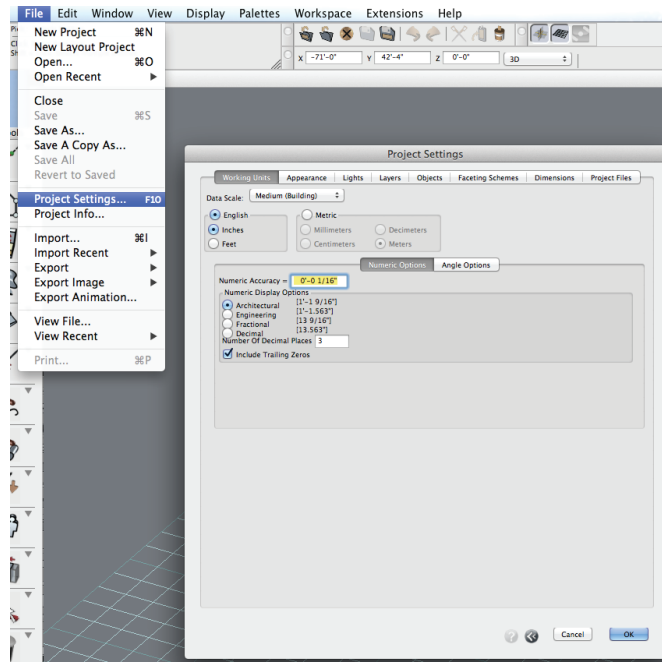 File Edit Window View Display Palettes Workspace Extensions Help
New Project ⌘N
New Layout Project
Open... ⌘O
Open Recent ▶
Close
Save ⌘S
Save As...
Save A Copy As...
Save All
Revert to Saved
Project Settings... F10
Project Info...
Import... ⌘I
Import Recent ▶
Export ▶
Export Image ▶
Export Animation...
View File...
View Recent ▶
Print... ⌘P
X -71'-0" Y 42'-4" Z 0'-0" 3D
Project Settings
Working Units Appearance Lights Layers Objects Faceting Schemes Dimensions Project Files
Data Scale: Medium (Building)
English Metric
Inches Millimeters Decimeters
Feet Centimeters Meters
Numeric Options Angle Options
Numeric Accuracy = 0'-0 1/16"
Numeric Display Options
Architectural [1'-1 9/16"]
Engineering [1'-1.563"]
Fractional [13 9/16"]
Decimal [13.563"]
Number Of Decimal Places 3
Include Trailing Zeros
Cancel OK